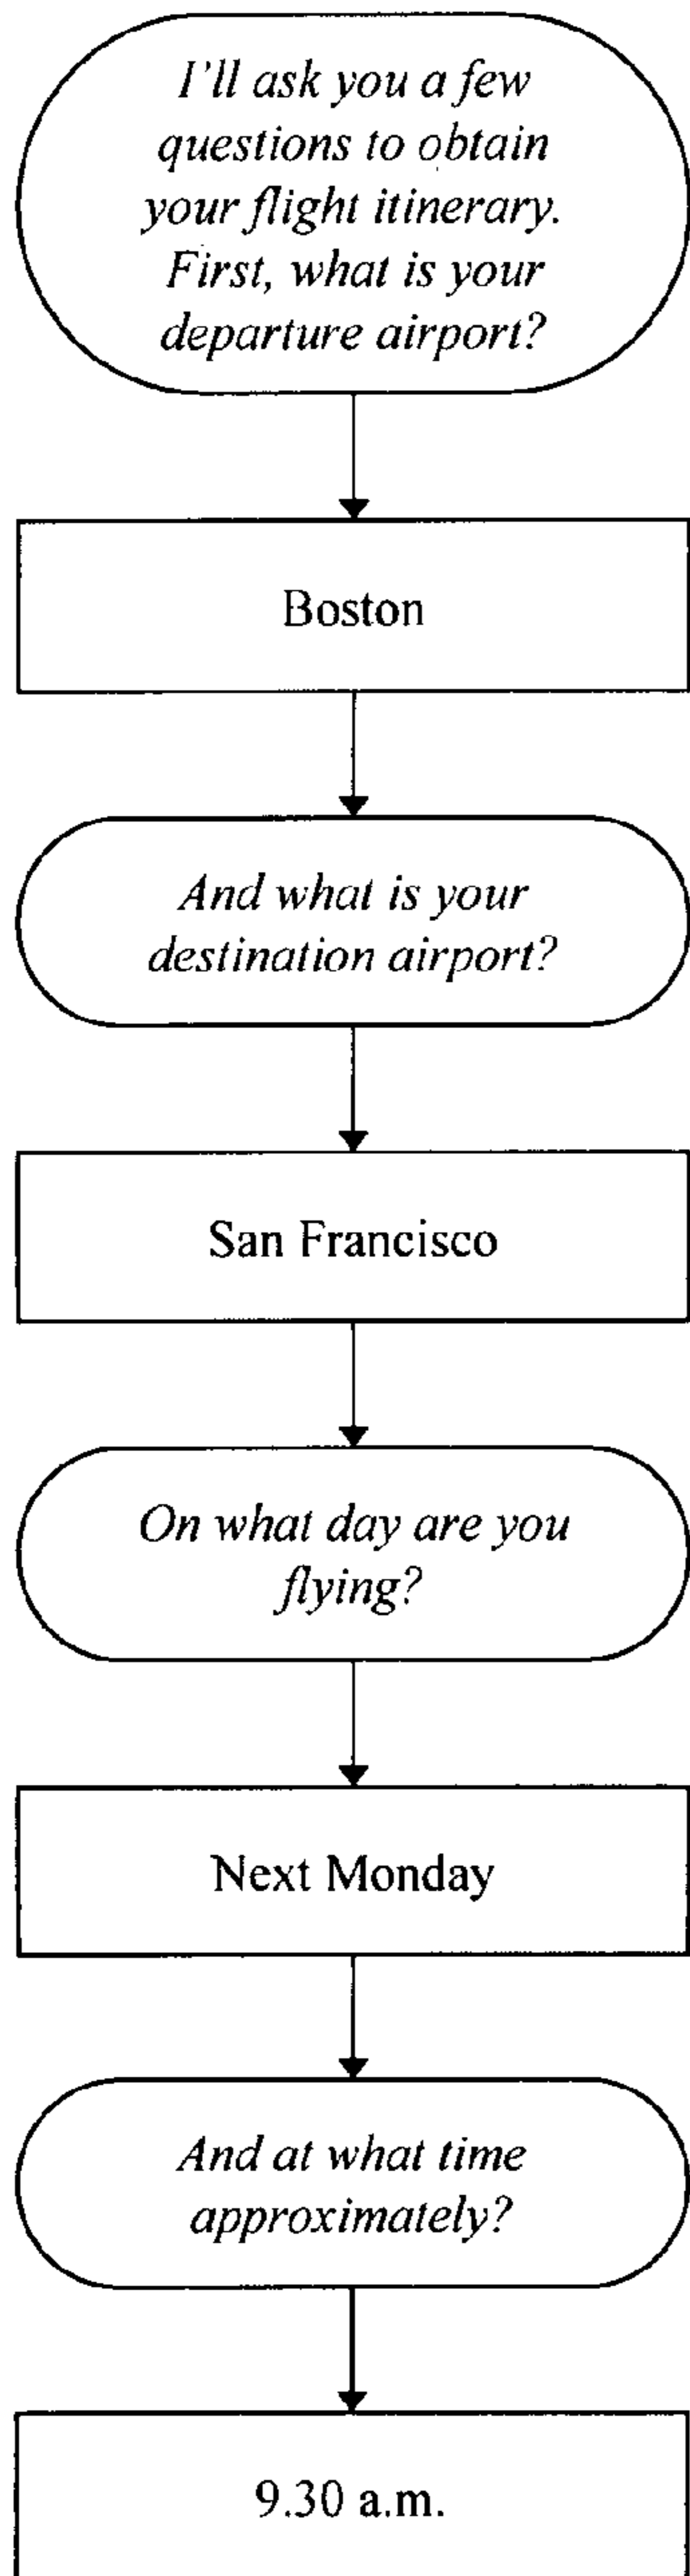 I'll ask you a few
questions to obtain
your flight itinerary.
First, what is your
departure airport?
Boston
And what is your
destination airport?
San Francisco
On what day are you
flying?
Next Monday
And at what time
approximately?
9.30 a.m.